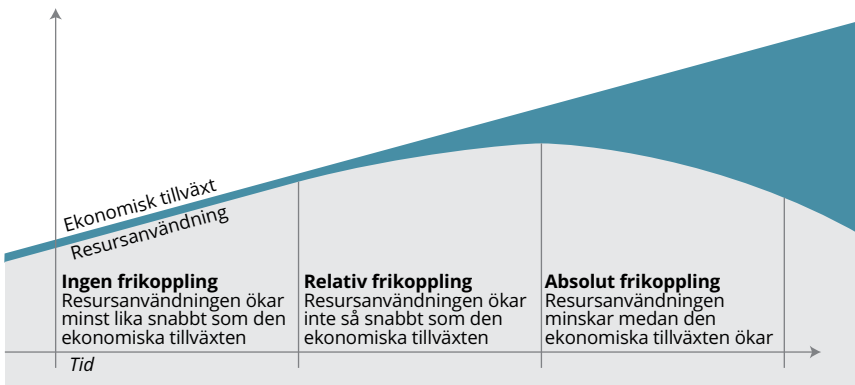 Ekonomisk tillväxt
Resursanvändning
Ingen frikoppling
Resursanvändningen ökar
minst lika snabbt som den
ekonomiska tillväxten
Relativ frikoppling
Resursanvändningen ökar
inte så snabbt som den
ekonomiska tillväxten
Absolut frikoppling
Resursanvändningen
minskar medan den
ekonomiska tillväxten ökar
Tid